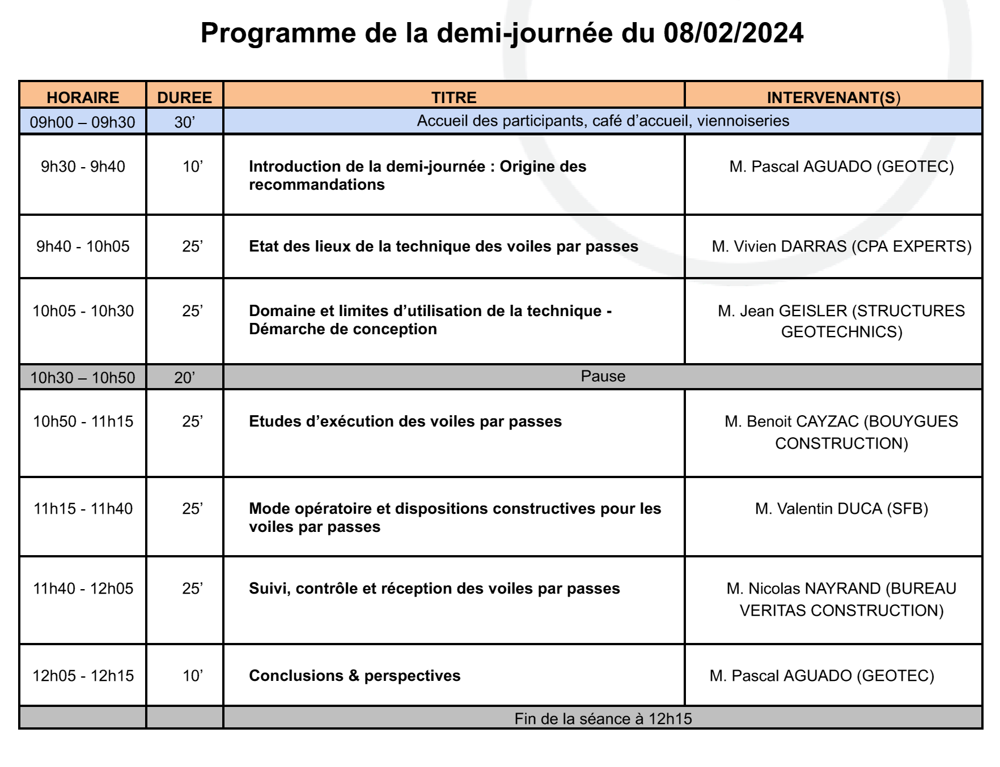 Programme de la demi-journée du 08/02/2024
HORAIRE DUREE TITRE INTERVENANT(S)
09h00 – 09h30 30’ Accueil des participants, café d’accueil, viennoiseries
9h30 - 9h40 10’ Introduction de la demi-journée : Origine des M. Pascal AGUADO (GEOTEC)
recommandations
9h40 - 10h05 25’ Etat des lieux de la technique des voiles par passes M. Vivien DARRAS (CPA EXPERTS)
10h05 - 10h30 25’ Domaine et limites d’utilisation de la technique - M. Jean GEISLER (STRUCTURES
Démarche de conception GEOTECHNICS)
10h30 – 10h50 20’ Pause
10h50 - 11h15 25’ Etudes d’exécution des voiles par passes M. Benoit CAYZAC (BOUYGUES
CONSTRUCTION)
11h15 - 11h40 25’ Mode opératoire et dispositions constructives pour les M. Valentin DUCA (SFB)
voiles par passes
11h40 - 12h05 25’ Suivi, contrôle et réception des voiles par passes M. Nicolas NAYRAND (BUREAU
VERITAS CONSTRUCTION)
12h05 - 12h15 10’ Conclusions & perspectives M. Pascal AGUADO (GEOTEC)
Fin de la séance à 12h15